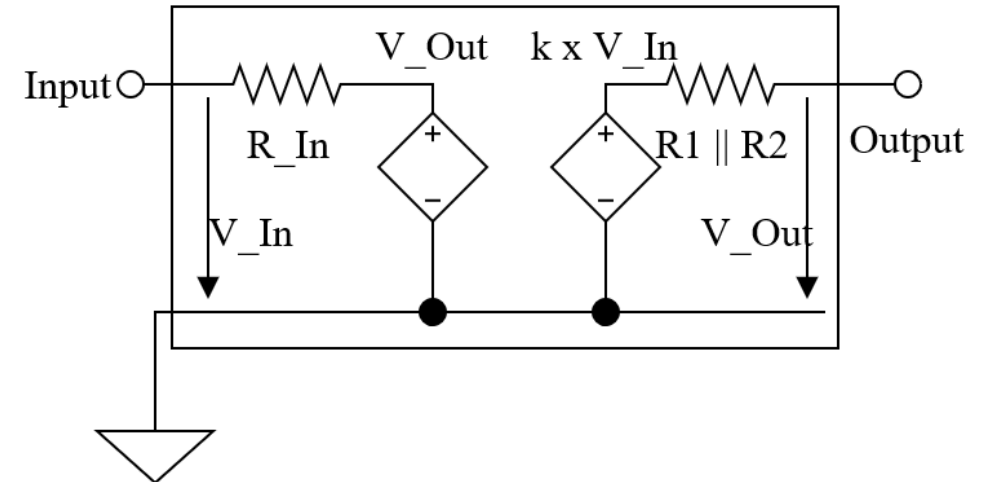 V_Out
k x V_In
Input
R_In
+
+
R1 || R2
Output
−
−
V_In
V_Out